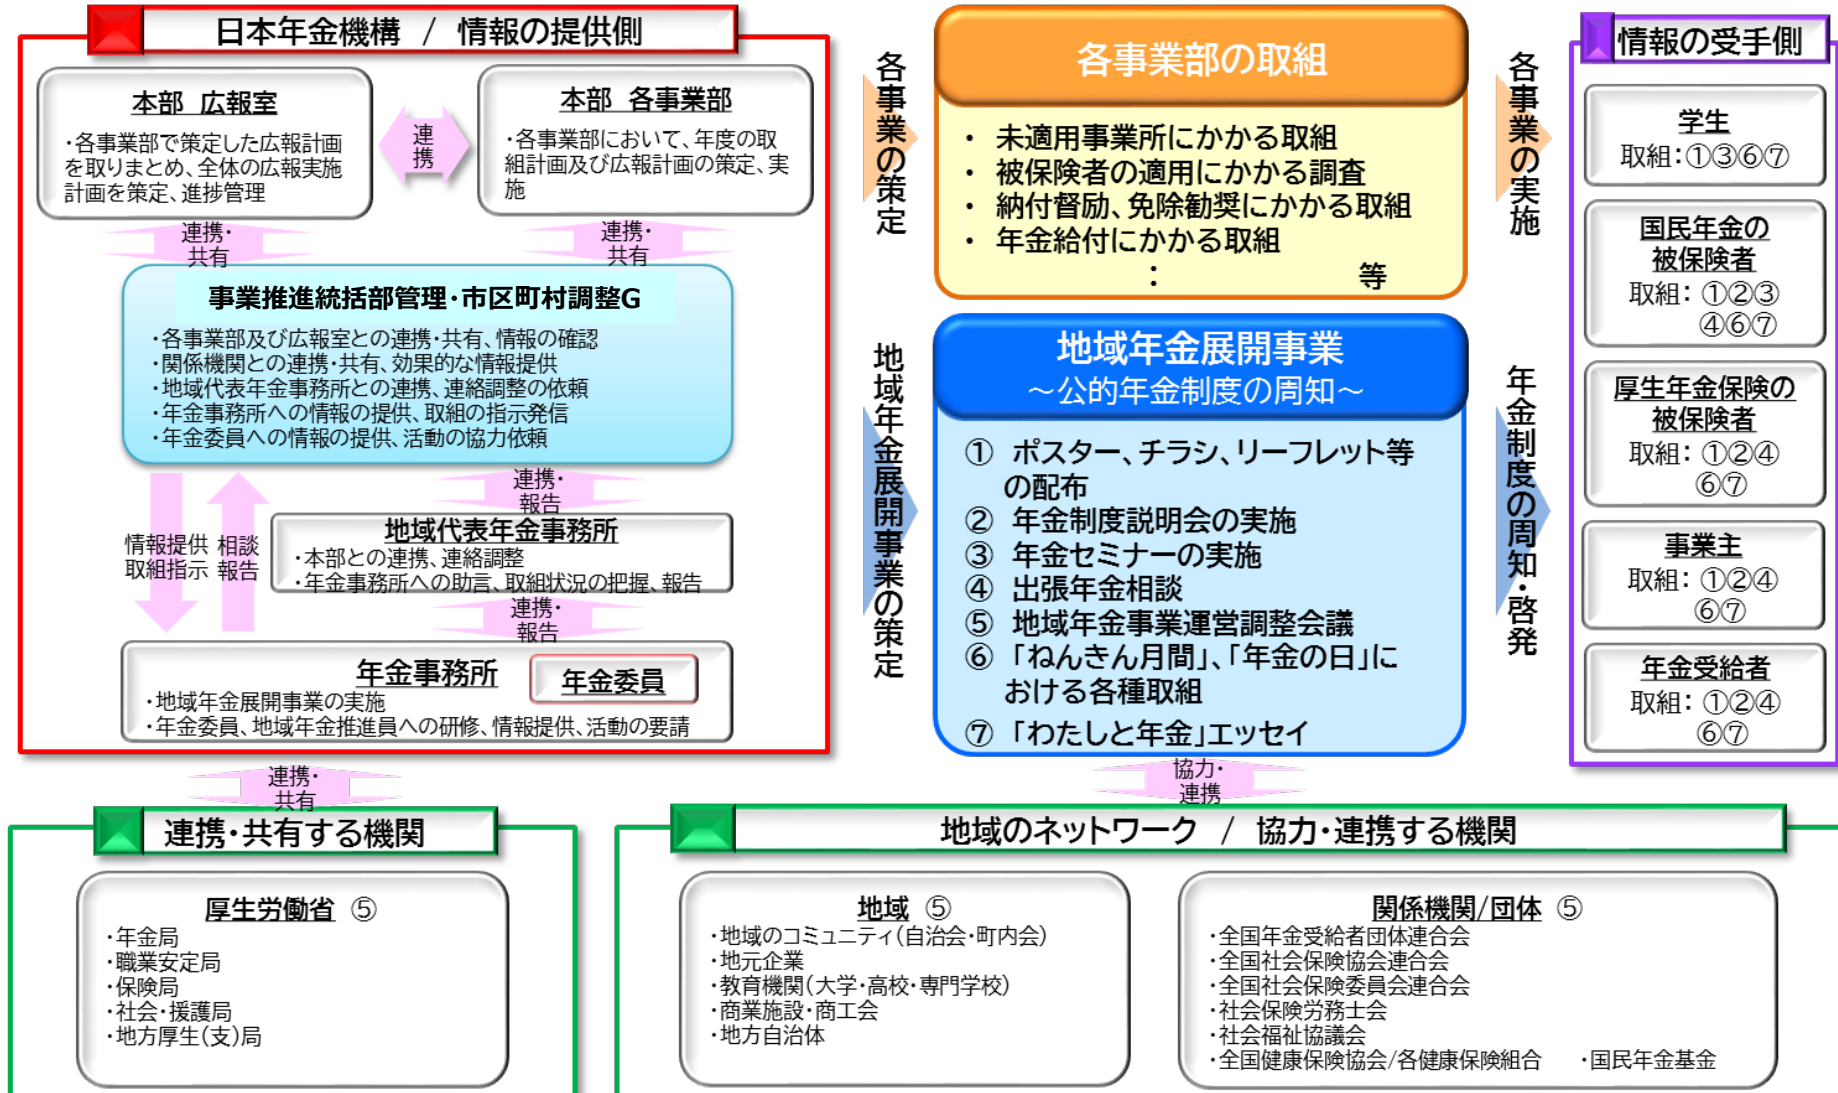 日本年金機構 / 情報の提供側
本部 広報室
・各事業部で策定した広報計画
を取りまとめ、全体の広報実施
計画を策定、進捗管理
連
携
本部 各事業部
・各事業部において、年度の取
組計画及び広報計画の策定、実
施
連携・
共有
連携・
共有
事業推進統括部管理・市区町村調整G
・各事業部及び広報室との連携・共有、情報の確認
・関係機関との連携・共有、効果的な情報提供
・地域代表年金事務所との連携、連絡調整の依頼
・年金事務所への情報の提供、取組の指示発信
・年金委員への情報の提供、活動の協力依頼
情報提供
取組指示
相談
報告
連携・
報告
地域代表年金事務所
・本部との連携、連絡調整
・年金事務所への助言、取組状況の把握、報告
連携・
報告
年金事務所
年金委員
・地域年金展開事業の実施
・年金委員、地域年金推進員への研修、情報提供、活動の要請
各事業の策定
地域年金展開事業の策定
各事業部の取組
・ 未適用事業所にかかる取組
・ 被保険者の適用にかかる調査
・ 納付督励、免除勧奨にかかる取組
・ 年金給付にかかる取組
： 等
地域年金展開事業
～公的年金制度の周知～
① ポスター、チラシ、リーフレット等
の配布
② 年金制度説明会の実施
③ 年金セミナーの実施
④ 出張年金相談
⑤ 地域年金事業運営調整会議
⑥ 「ねんきん月間」、「年金の日」に
おける各種取組
⑦ 「わたしと年金」エッセイ
各事業の実施
年金制度の周知・啓発
情報の受手側
学生
取組：①③⑥⑦
国民年金の
被保険者
取組： ①②③
④⑥⑦
厚生年金保険の
被保険者
取組： ①②④
⑥⑦
事業主
取組： ①②④
⑥⑦
年金受給者
取組： ①②④
⑥⑦
連携・
共有
協力・
連携
連携・共有する機関
厚生労働省 ⑤
・年金局
・職業安定局
・保険局
・社会・援護局
・地方厚生(支)局
地域のネットワーク / 協力・連携する機関
地域 ⑤
・地域のコミュニティ(自治会・町内会)
・地元企業
・教育機関(大学・高校・専門学校)
・商業施設・商工会
・地方自治体
関係機関/団体 ⑤
・全国年金受給者団体連合会
・全国社会保険協会連合会
・全国社会保険委員会連合会
・社会保険労務士会
・社会福祉協議会
・全国健康保険協会/各健康保険組合 ・国民年金基金